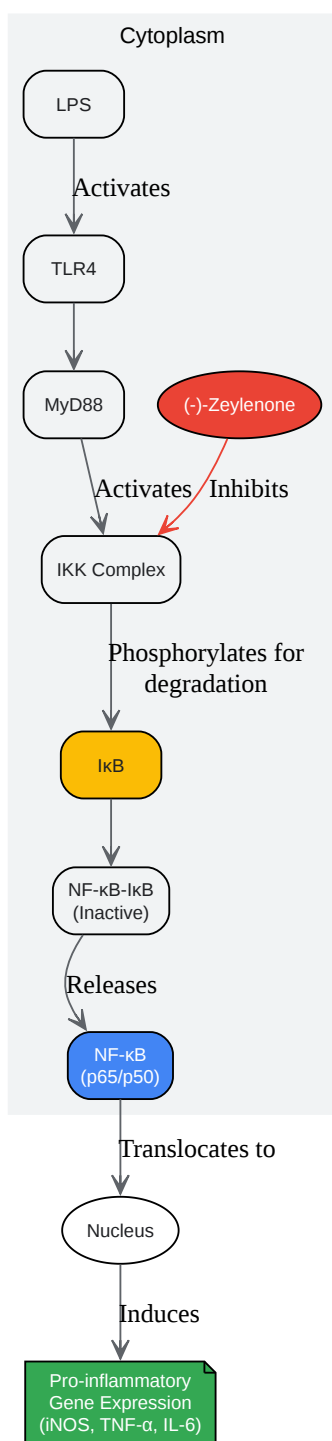 Cytoplasm
LPS
Activates
TLR4
MyD88
(-)-Zeylenone
Activates
Inhibits
IKK Complex
Phosphorylates for
degradation
IκB
NF-κB-IκB
(Inactive)
Releases
NF-κB
(p65/p50)
Translocates to
Nucleus
Induces
Pro-inflammatory
Gene Expression
(iNOS, TNF-α, IL-6)